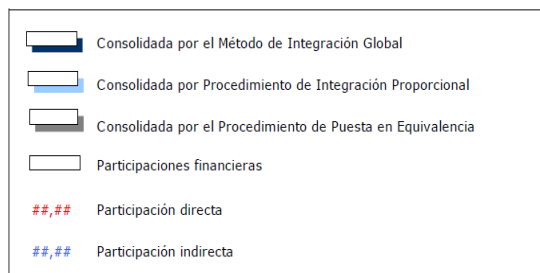 Consolidada por el Método de Integración Global
Consolidada por Procedimiento de Integración Proporcional
Consolidada por el Procedimiento de Puesta en Equivalencia
Participaciones financieras
##,## Participación directa
##,## Participación indirecta